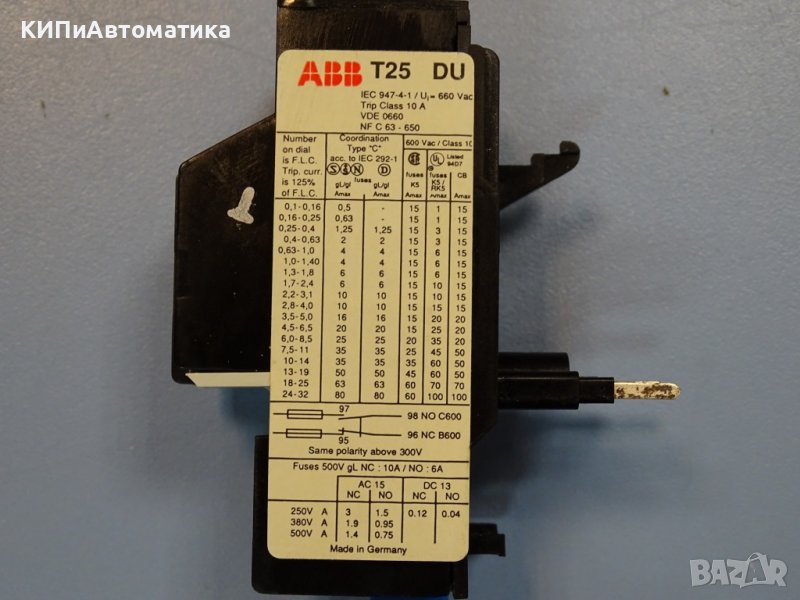 КИПиАвтоматика
ABB T25 DU
IEC 947-4-1 / Ui= 660 Vac
Trip Class 10 A
VDE 0660
NF C 63 - 650
Number on dial is F.L.C. Trip. curr. is 125% of F.L.C.
Coordination Type "C" acc. to IEC 292-1
600 Vac / Class 10
S N D
fuses
gL/gI Amax gL/gI Amax
fuses K5 Amax
UL Listed 94D7
fuses K5 / RK5 Amax
CB Amax
0,1-0,16 0,5 - 15 1 15
0,16-0,25 0,63 - 15 1 15
0,25-0,4 1,25 1,25 15 3 15
0,4-0,63 2 2 15 3 15
0,63-1,0 4 4 15 6 15
1,0-1,40 4 4 15 6 15
1,3-1,8 6 6 15 6 15
1,7-2,4 6 6 15 10 15
2,2-3,1 10 10 15 10 15
2,8-4,0 10 10 15 15 15
3,5-5,0 16 16 15 20 20
4,5-6,5 20 20 15 25 20
6,0-8,5 25 25 20 35 30
7,5-11 35 35 25 45 50
10-14 35 35 35 60 50
13-19 50 50 45 60 50
18-25 63 63 60 70 70
24-32 80 80 60 100 100
97
98 NO C600
96 NC B600
95
Same polarity above 300V
Fuses 500V gL NC : 10A / NO : 6A
AC 15 DC 13
NC NO NC NO
250V A 3 1.5 0.12 0.04
380V A 1.9 0.95
500V A 1.4 0.75
Made in Germany
BAZAR